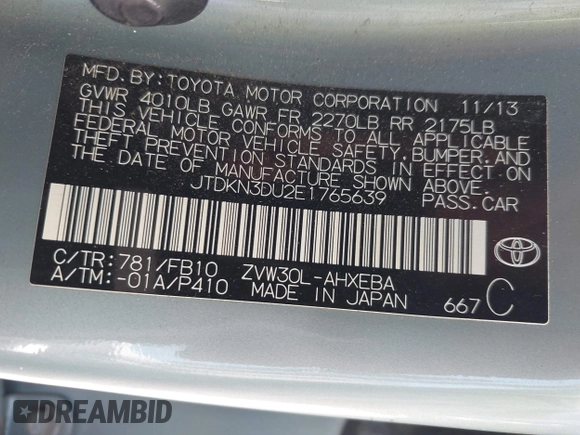 MFD. BY: TOYOTA MOTOR CORPORATION 11/13
GVWR 4010LB GAWR FR 2270LB RR 2175LB
THIS VEHICLE CONFORMS TO ALL APPLICABLE
FEDERAL MOTOR VEHICLE SAFETY, BUMPER, AND
THEFT PREVENTION STANDARDS IN EFFECT ON
THE DATE OF MANUFACTURE SHOWN ABOVE.
JTDKN3DU2E1765639 PASS. CAR
C/TR: 781/FB10 ZVW30L-AHXEBA
A/TM: -01A/P410 MADE IN JAPAN 667 C
DREAMBID